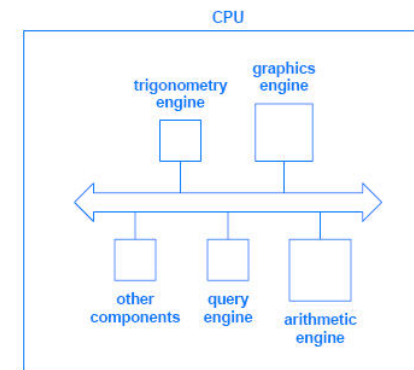 CPU
graphics
engine
trigonometry
engine
other
components
query
engine
arithmetic
engine